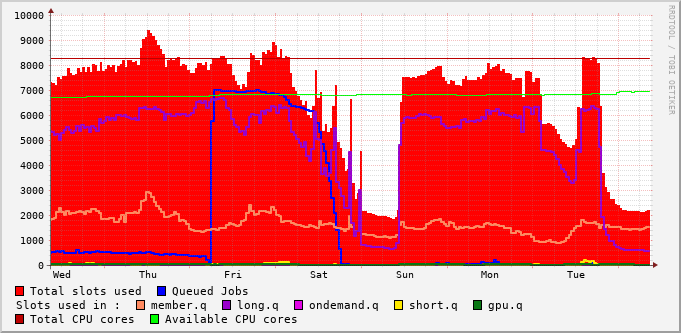 10000
9000
8000
7000
6000
5000
4000
3000
2000
1000
0
Wed Thu Fri Sat Sun Mon Tue
RRDTOOL / TOBI OETIKER
Total slots used Queued Jobs
Slots used in : member.q long.q ondemand.q short.q gpu.q
Total CPU cores Available CPU cores